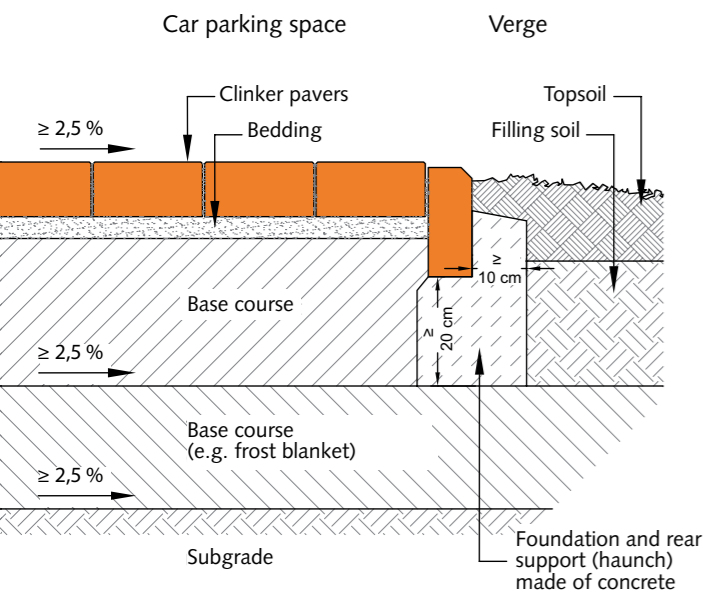 Car parking space
Verge
Clinker pavers
Topsoil
≥ 2,5 %
Bedding
Filling soil
≥
10 cm
Base course
≥
20 cm
≥ 2,5 %
Base course
(e.g. frost blanket)
≥ 2,5 %
Subgrade
Foundation and rear
support (haunch)
made of concrete